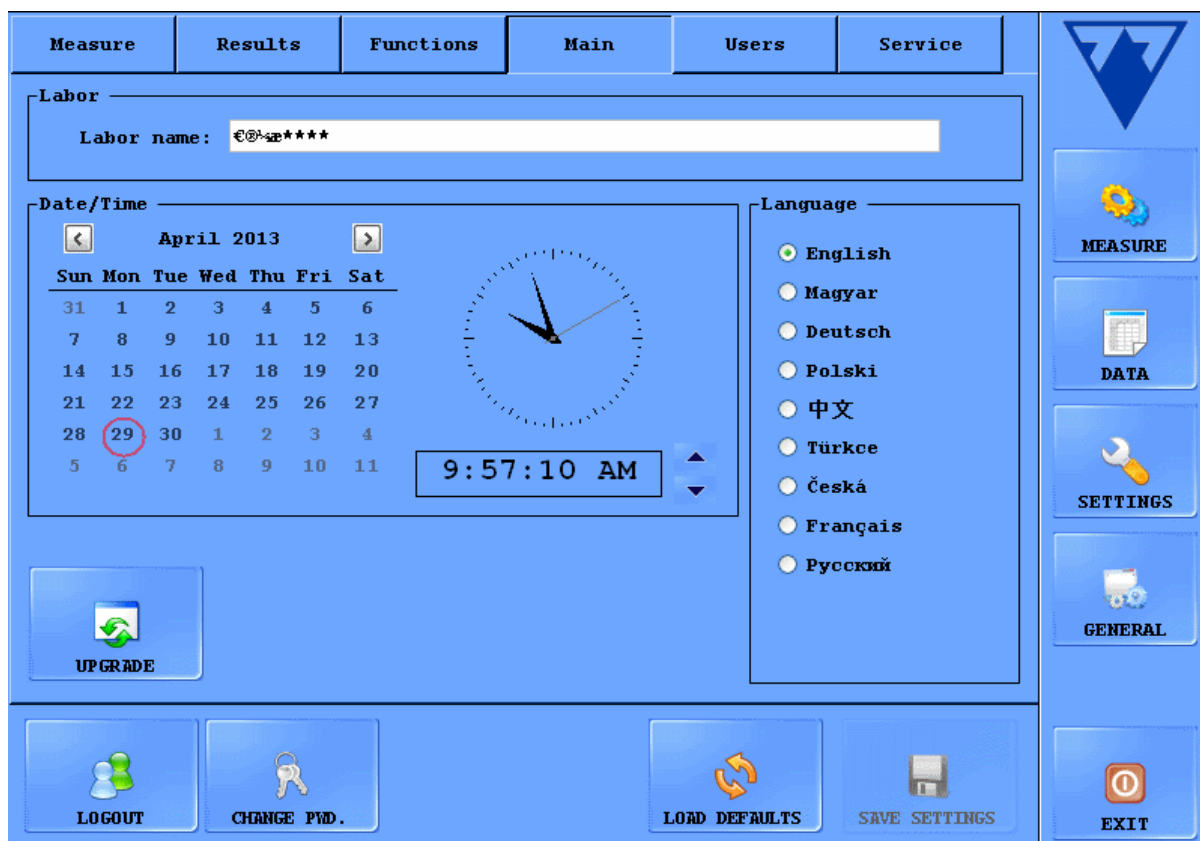 Measure Results Functions Main Users Service
Labor
Labor name: €®¼æ****
Date/Time
April 2013
Sun Mon Tue Wed Thu Fri Sat
31 1 2 3 4 5 6
7 8 9 10 11 12 13
14 15 16 17 18 19 20
21 22 23 24 25 26 27
28 29 30 1 2 3 4
5 6 7 8 9 10 11
9:57:10 AM
Language
English
Magyar
Deutsch
Polski
中文
Türkce
Česká
Français
Русский
UPGRADE
LOGOUT
CHANGE PWD.
LOAD DEFAULTS
SAVE SETTINGS
MEASURE
DATA
SETTINGS
GENERAL
EXIT